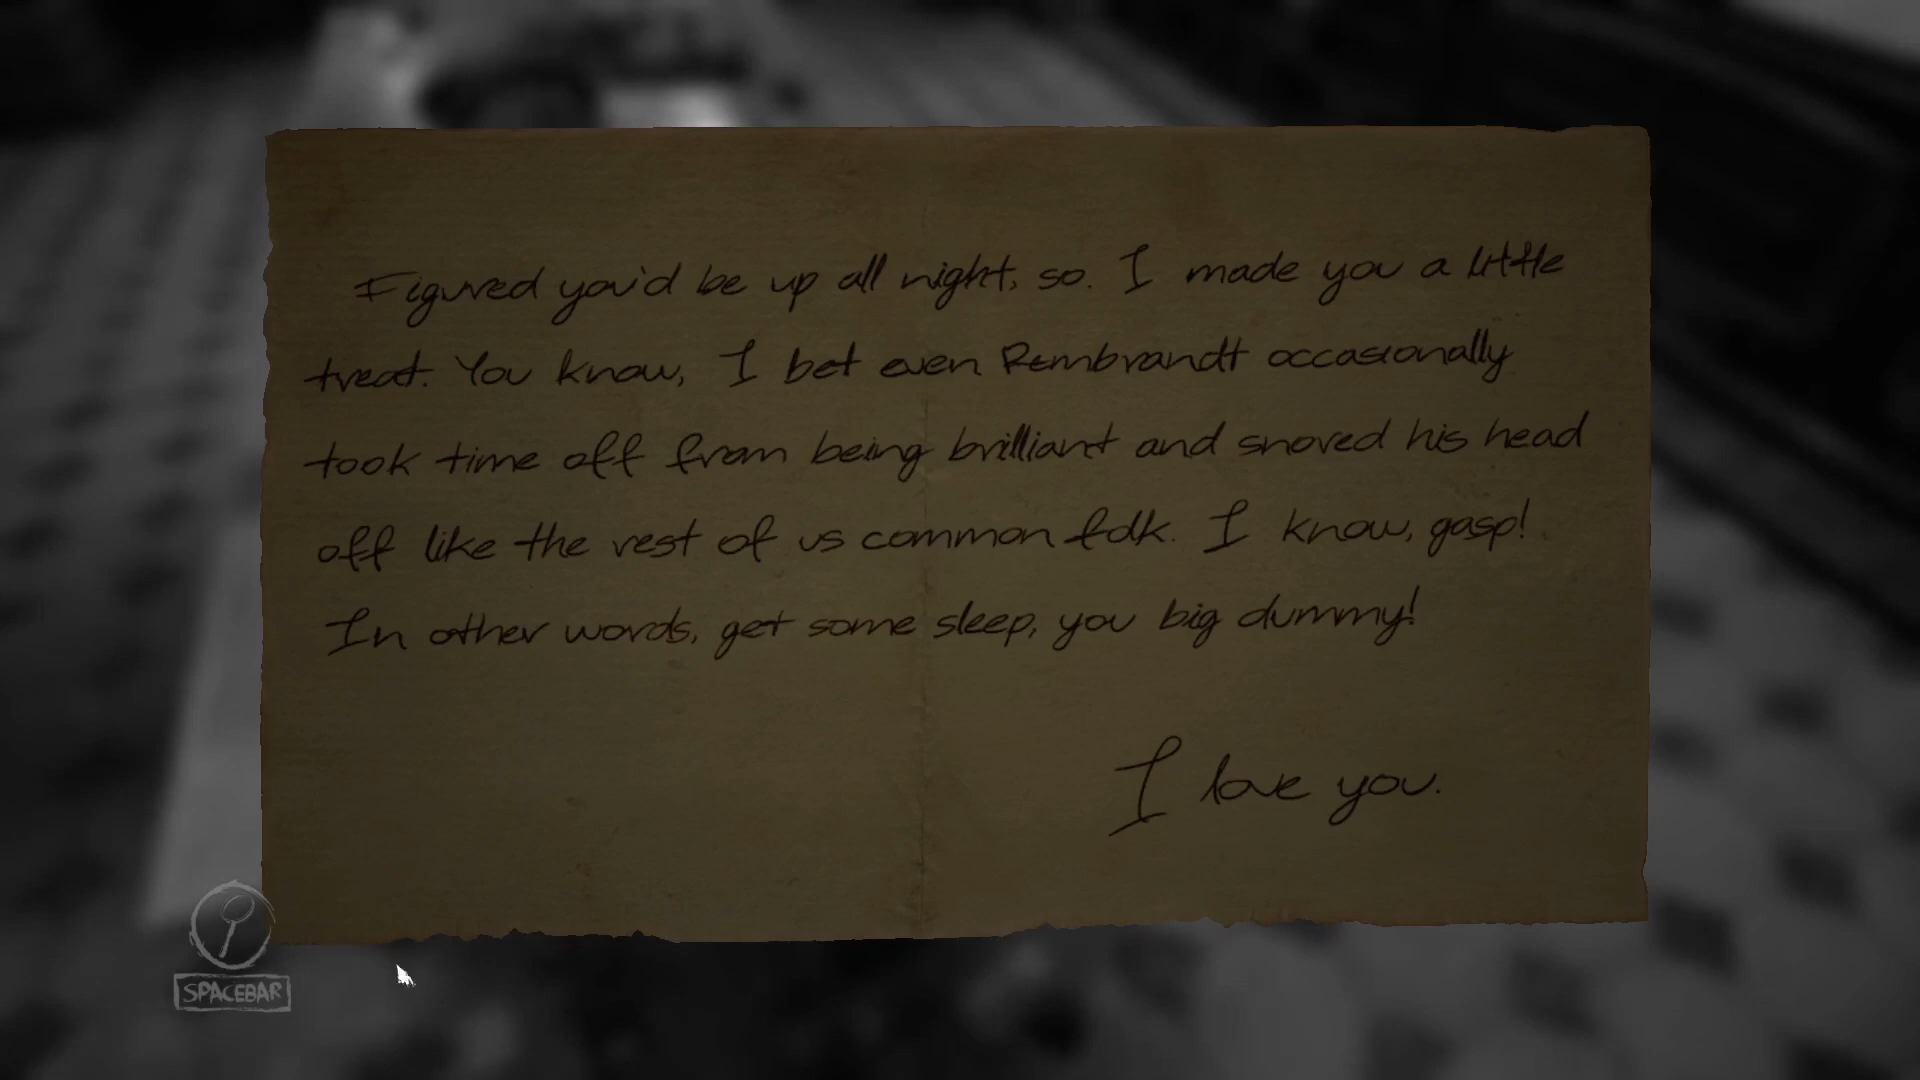 Figured you'd be up all night, so. I made you a little
treat. You know, I bet even Rembrandt occasionally
took time off from being brilliant and snored his head
off like the rest of us common folk. I know, gasp!
In other words, get some sleep, you big dummy!
I love you.
SPACEBAR